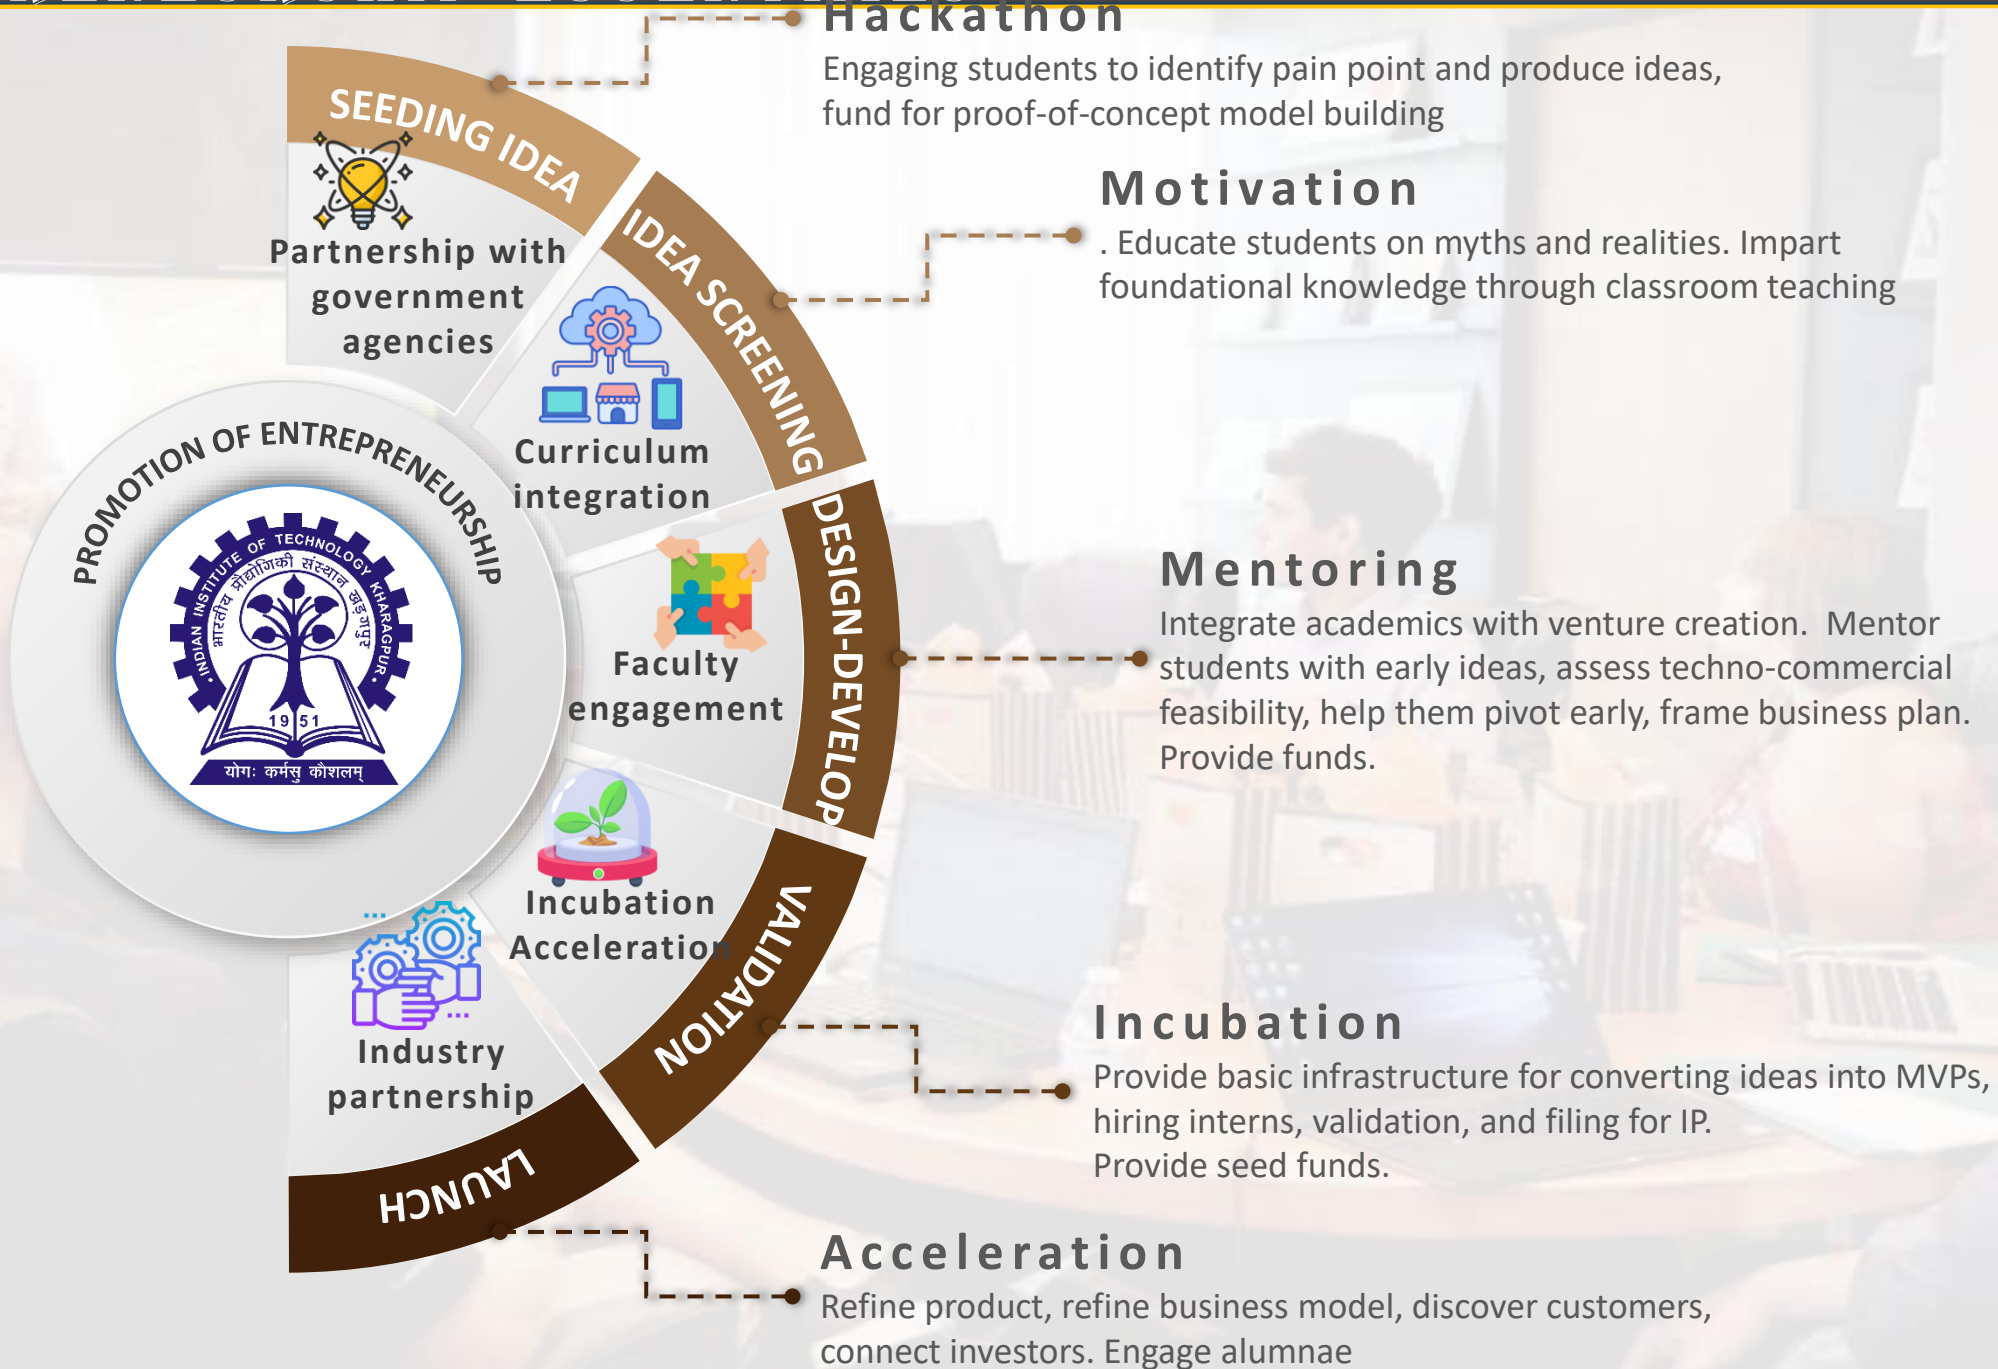 Hackathon
Engaging students to identify pain point and produce ideas,
fund for proof-of-concept model building
SEEDING IDEA
Partnership with
government
agencies
Motivation
. Educate students on myths and realities. Impart
foundational knowledge through classroom teaching
IDEA SCREENING
Curriculum
integration
PROMOTION OF ENTREPRENEURSHIP
INDIAN INSTITUTE OF TECHNOLOGY KHARAGPUR
भारतीय प्रौद्योगिकी संस्थान खड़गपुर
19 51
योगः कर्मसु कौशलम्
DESIGN-DEVELOP
Faculty
engagement
Mentoring
Integrate academics with venture creation. Mentor
students with early ideas, assess techno-commercial
feasibility, help them pivot early, frame business plan.
Provide funds.
VALIDATION
Incubation
Acceleration
Incubation
Provide basic infrastructure for converting ideas into MVPs,
hiring interns, validation, and filing for IP.
Provide seed funds.
Industry
partnership
LAUNCH
Acceleration
Refine product, refine business model, discover customers,
connect investors. Engage alumnae